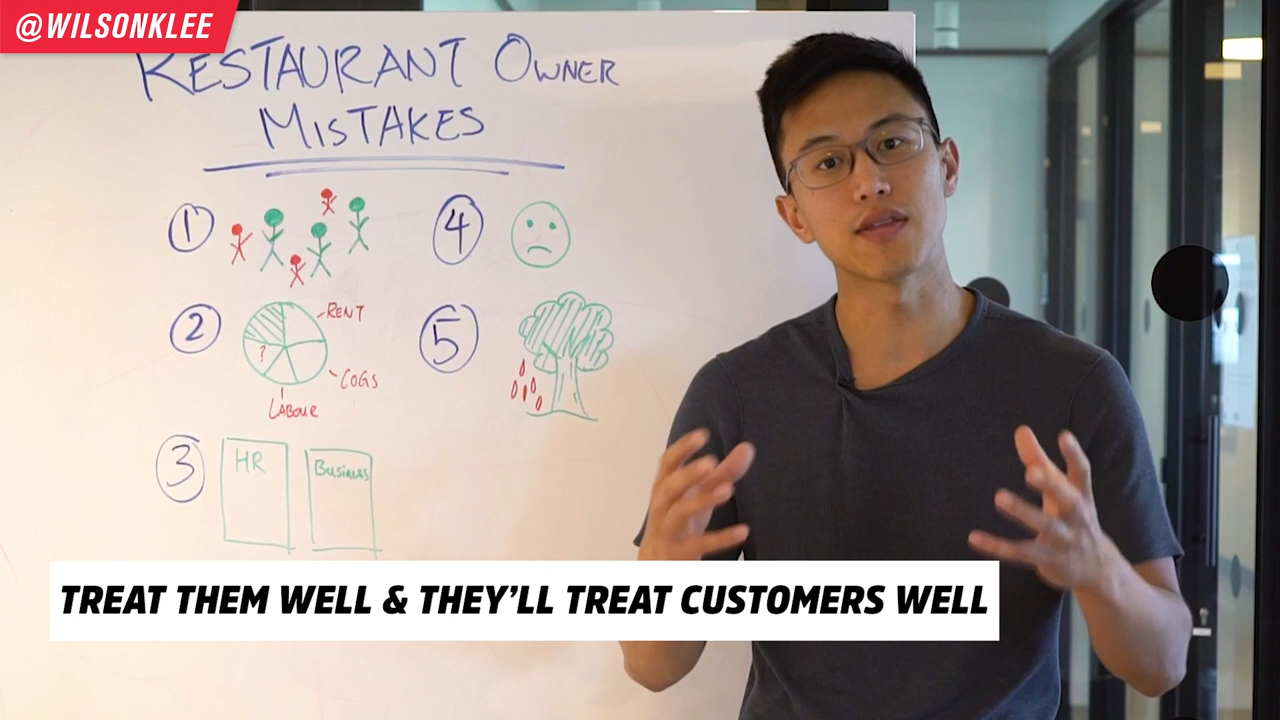 @WILSONKLEE
RESTAURANT OWNER
MISTAKES
1
4
2
?
RENT
COGS
LABOUR
5
3
HR
Business
TREAT THEM WELL & THEY'LL TREAT CUSTOMERS WELL